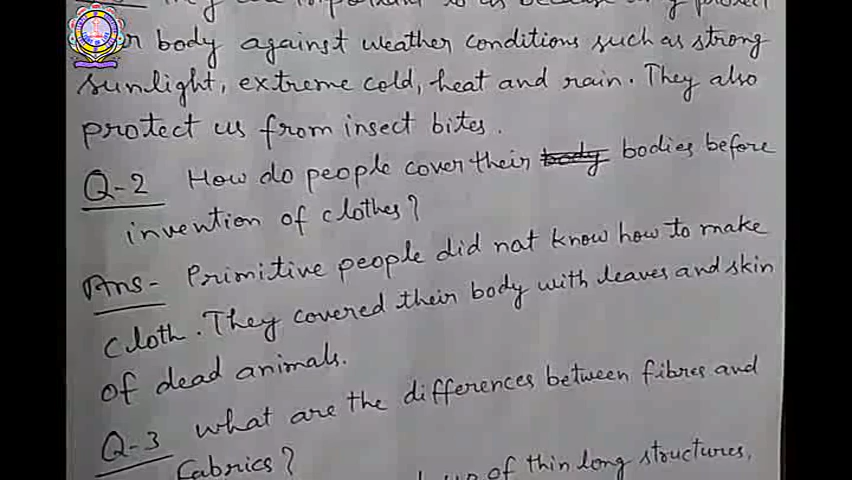 body against weather conditions such as strong
sunlight, extreme cold, heat and rain. They also
protect us from insect bites.
Q-2 How do people cover their body bodies before
invention of clothes?
Ans- Primitive people did not know how to make
cloth. They covered their body with leaves and skin
of dead animals.
Q-3 What are the differences between fibres and
fabrics?
of thin long structures,